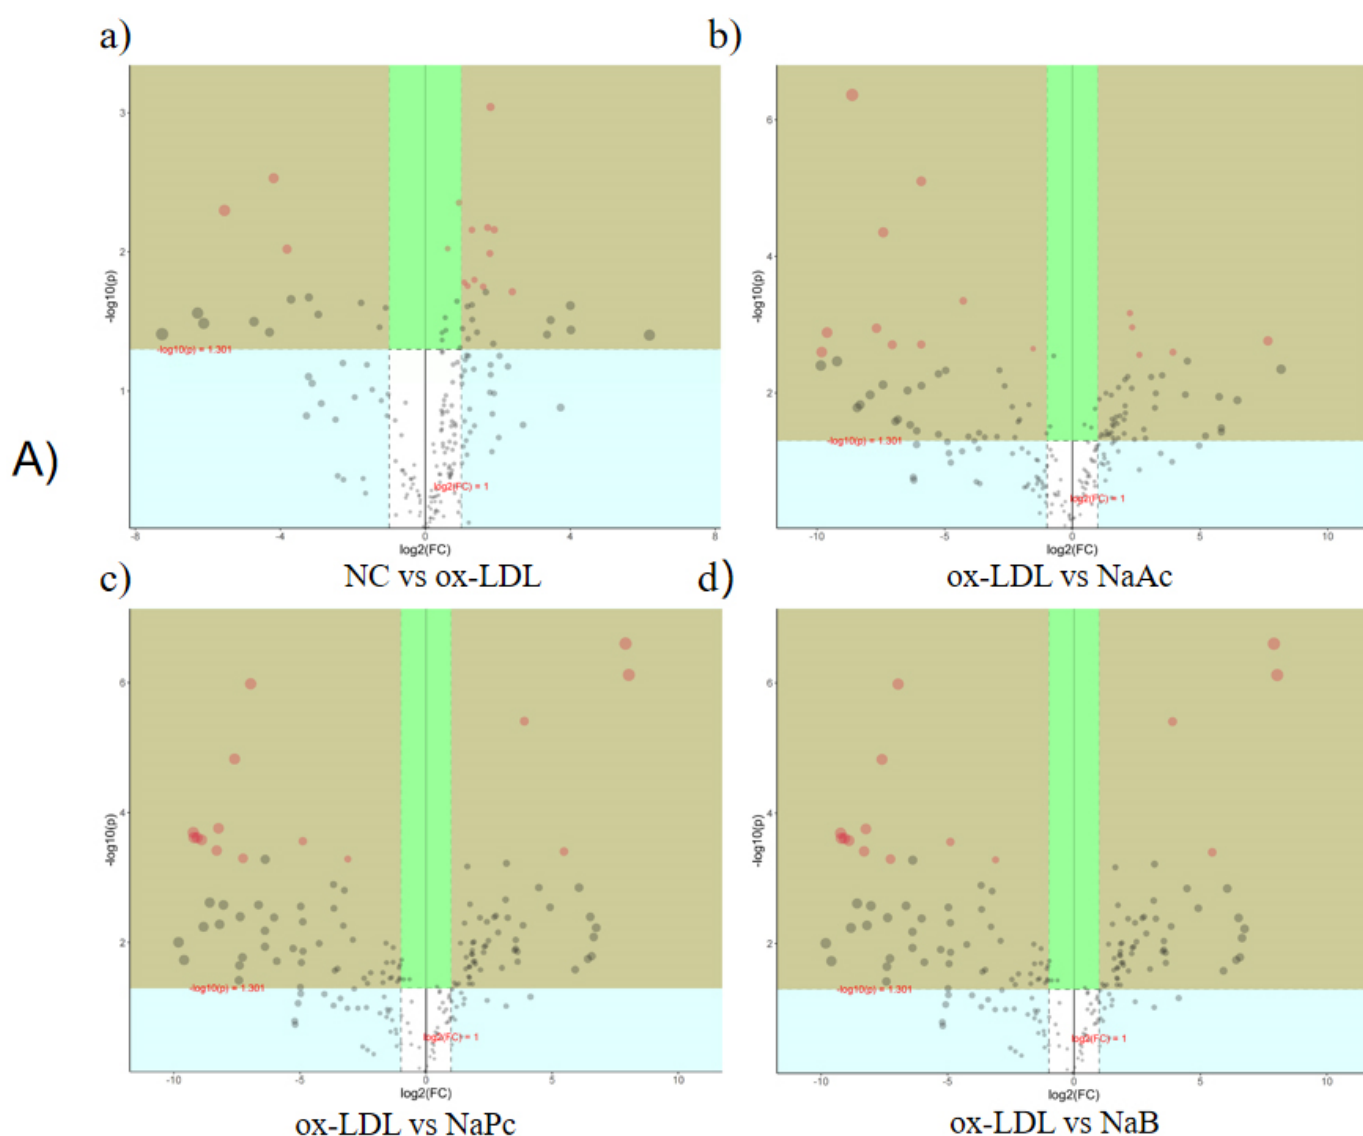 a)
b)
3
2
1
-log10(p)
-log10(p) = 1.301
log2(FC) = 1
-8
-4
0
4
8
log2(FC)
NC vs ox-LDL
6
4
2
-log10(p)
-log10(p) = 1.301
log2(FC) = 1
-10
-5
0
5
10
log2(FC)
ox-LDL vs NaAc
A)
c)
d)
6
4
2
-log10(p)
-log10(p) = 1.301
log2(FC) = 1
-10
-5
0
5
10
log2(FC)
ox-LDL vs NaPc
6
4
2
-log10(p)
-log10(p) = 1.301
log2(FC) = 1
-10
-5
0
5
10
log2(FC)
ox-LDL vs NaB